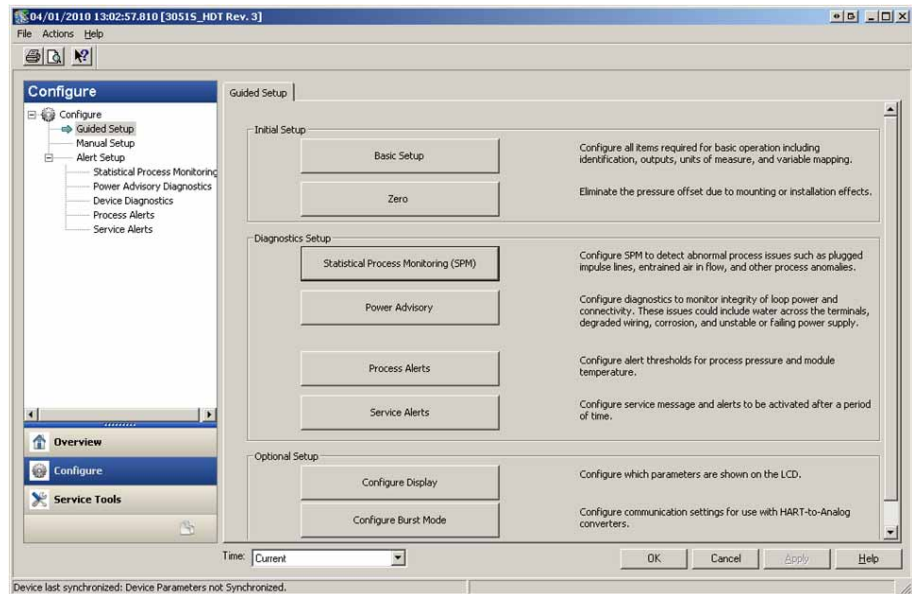 04/01/2010 13:02:57.810 [3051S_HDT Rev. 3]
File Actions Help
Configure
Configure
Guided Setup
Manual Setup
Alert Setup
Statistical Process Monitoring
Power Advisory Diagnostics
Device Diagnostics
Process Alerts
Service Alerts
Overview
Configure
Service Tools
Guided Setup
Initial Setup
Basic Setup
Configure all items required for basic operation including
identification, outputs, units of measure, and variable mapping.
Zero
Eliminate the pressure offset due to mounting or installation effects.
Diagnostics Setup
Statistical Process Monitoring (SPM)
Configure SPM to detect abnormal process issues such as plugged
impulse lines, entrained air in flow, and other process anomalies.
Power Advisory
Configure diagnostics to monitor integrity of loop power and
connectivity. These issues could include water across the terminals,
degraded wiring, corrosion, and unstable or failing power supply.
Process Alerts
Configure alert thresholds for process pressure and module
temperature.
Service Alerts
Configure service message and alerts to be activated after a period
of time.
Optional Setup
Configure Display
Configure which parameters are shown on the LCD.
Configure Burst Mode
Configure communication settings for use with HART-to-Analog
converters.
Time: Current
OK Cancel Apply Help
Device last synchronized: Device Parameters not Synchronized.